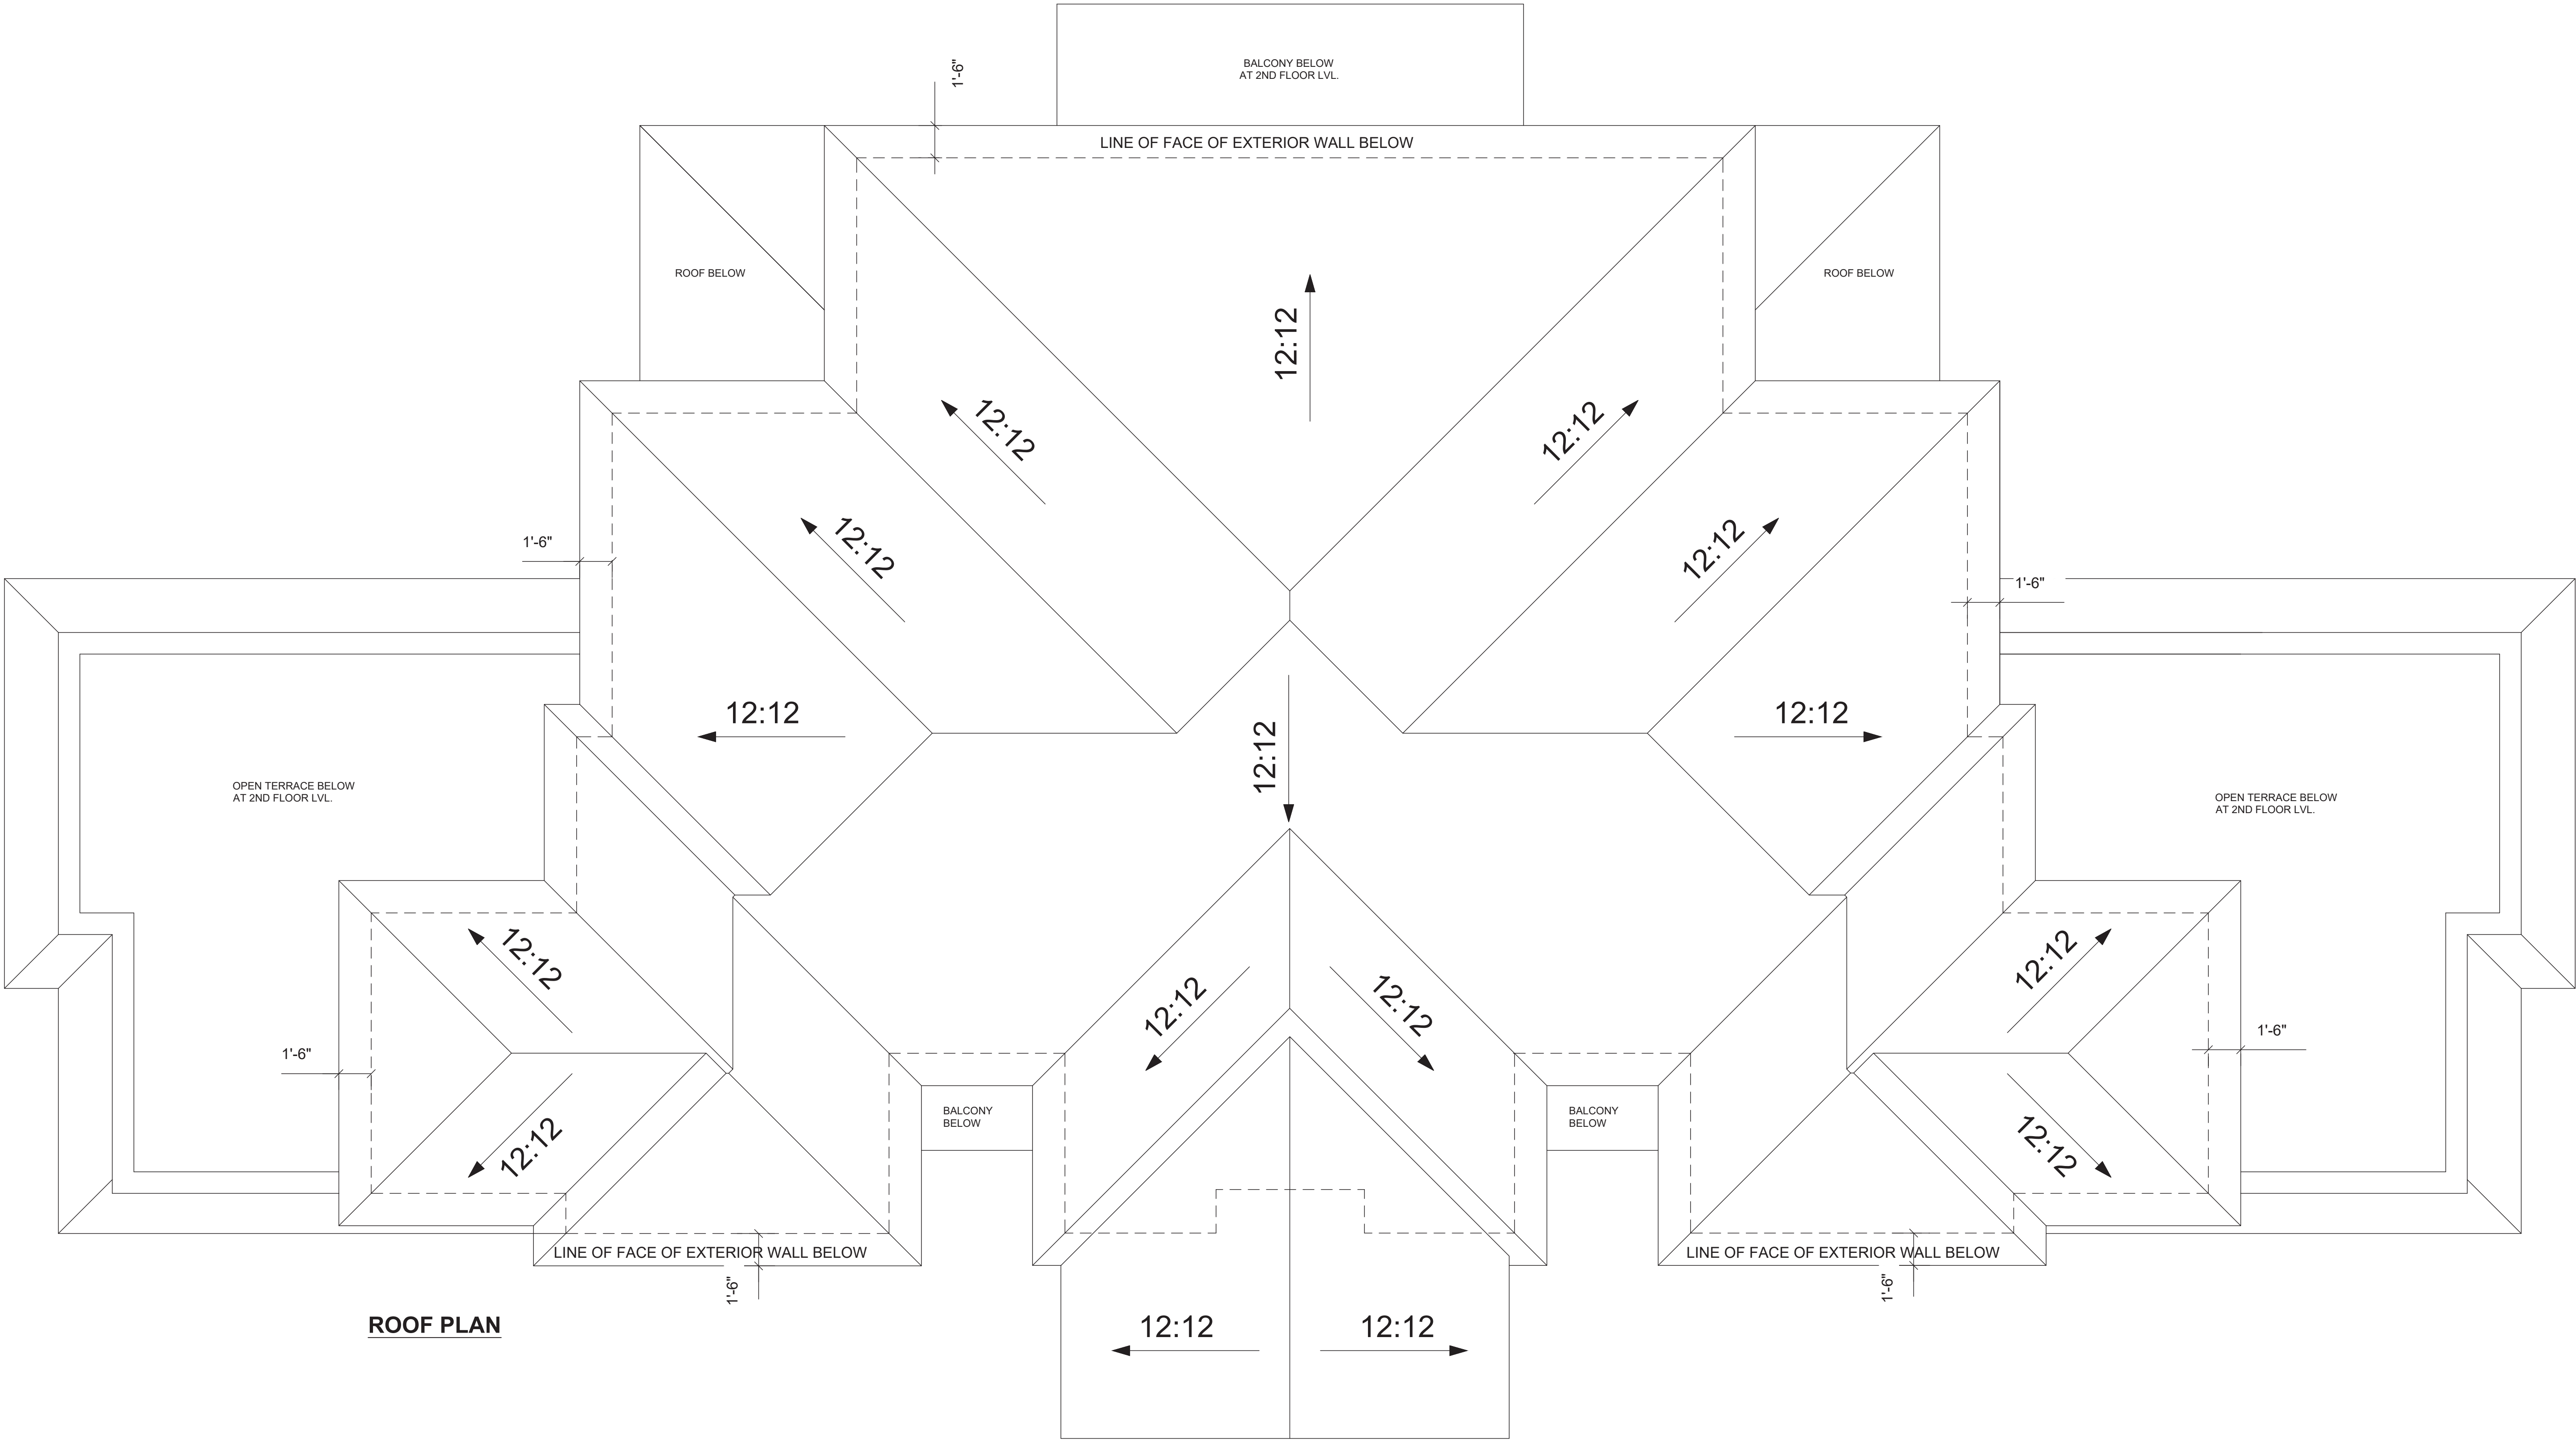 1'-6"
BALCONY BELOW
AT 2ND FLOOR LVL.
LINE OF FACE OF EXTERIOR WALL BELOW
ROOF BELOW
ROOF BELOW
12:12
12:12
12:12
12:12
12:12
1'-6"
1'-6"
12:12
12:12
12:12
OPEN TERRACE BELOW
AT 2ND FLOOR LVL.
OPEN TERRACE BELOW
AT 2ND FLOOR LVL.
12:12
12:12
12:12
12:12
1'-6"
1'-6"
BALCONY
BELOW
BALCONY
BELOW
12:12
12:12
LINE OF FACE OF EXTERIOR WALL BELOW
LINE OF FACE OF EXTERIOR WALL BELOW
1'-6"
1'-6"
ROOF PLAN
12:12
12:12